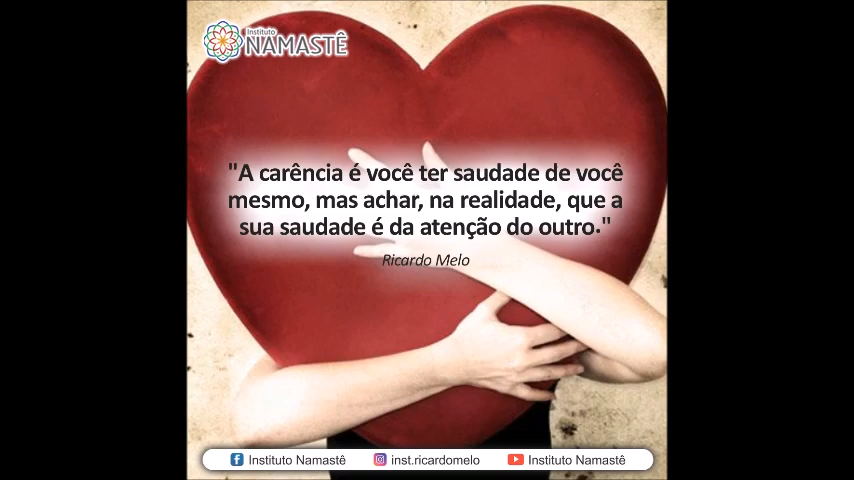 Instituto
NAMASTÊ
"A carência é você ter saudade de você
mesmo, mas achar, na realidade, que a
sua saudade é da atenção do outro."
Ricardo Melo
Instituto Namastê inst.ricardomelo Instituto Namastê